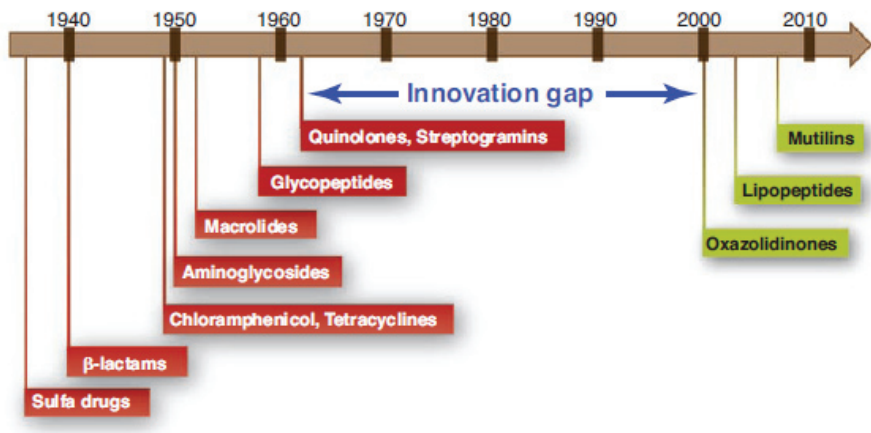 1940 1950 1960 1970 1980 1990 2000 2010
Innovation gap
Quinolones, Streptogramins
Mutilins
Glycopeptides
Lipopeptides
Macrolides
Oxazolidinones
Aminoglycosides
Chloramphenicol, Tetracyclines
β-lactams
Sulfa drugs